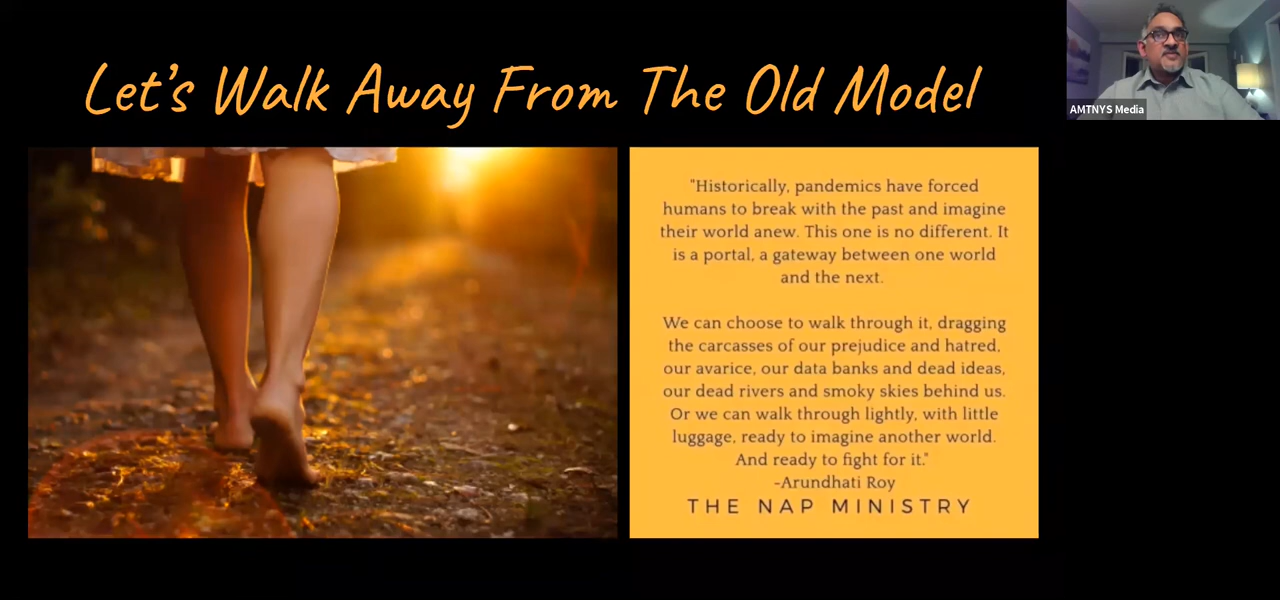 Let's Walk Away From The Old Model
AMTNYS Media
"Historically, pandemics have forced
humans to break with the past and imagine
their world anew. This one is no different. It
is a portal, a gateway between one world
and the next.
We can choose to walk through it, dragging
the carcasses of our prejudice and hatred,
our avarice, our data banks and dead ideas,
our dead rivers and smoky skies behind us.
Or we can walk through lightly, with little
luggage, ready to imagine another world.
And ready to fight for it."
-Arundhati Roy
THE NAP MINISTRY